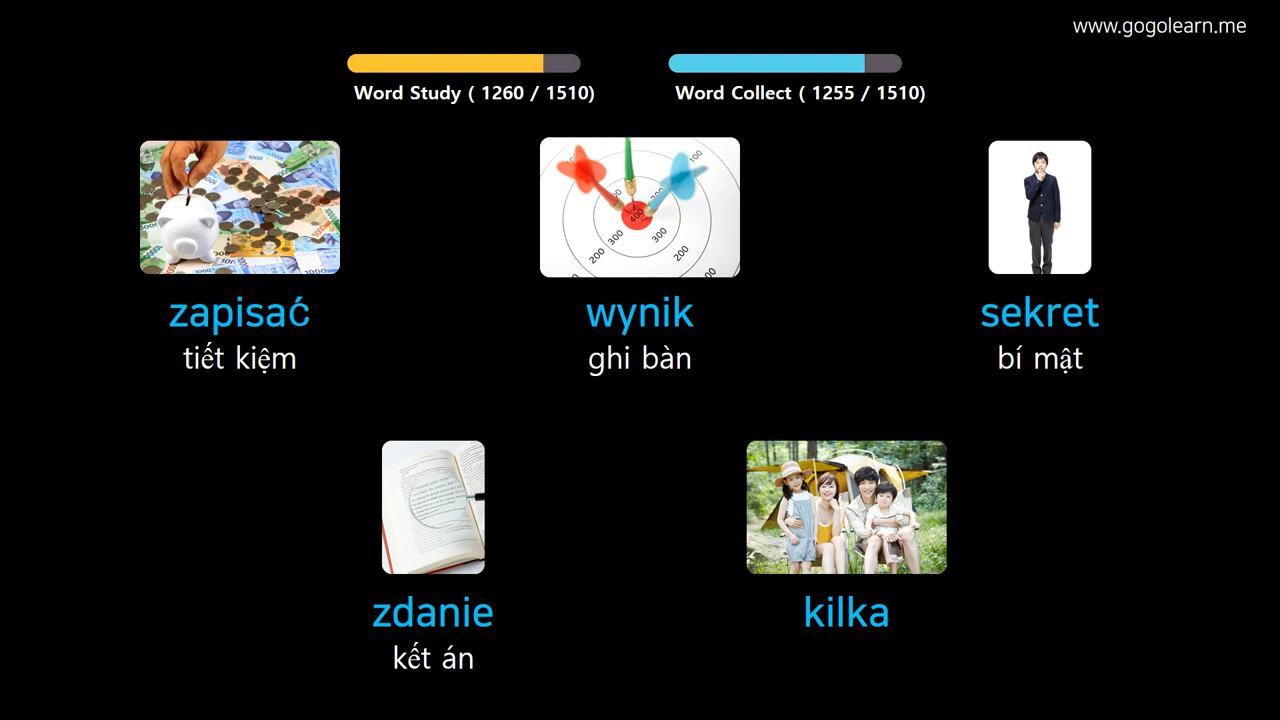 www.gogolearn.me
Word Study ( 1260 / 1510)
Word Collect ( 1255 / 1510)
zapisać
tiết kiệm
wynik
ghi bàn
sekret
bí mật
zdanie
kết án
kilka